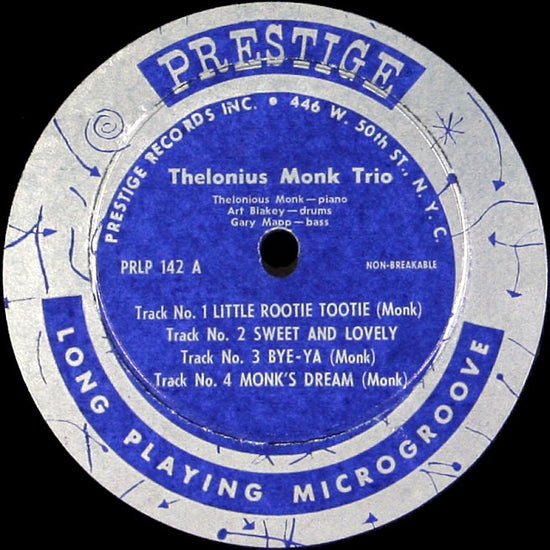 PRESTIGE
PRESTIGE RECORDS INC. • 446 W. 50th ST., N. Y. C.
Thelonius Monk Trio
Thelonious Monk—piano
Art Blakey—drums
Gary Mapp—bass
PRLP 142 A
NON-BREAKABLE
Track No. 1 LITTLE ROOTIE TOOTIE (Monk)
Track No. 2 SWEET AND LOVELY
Track No. 3 BYE-YA (Monk)
Track No. 4 MONK'S DREAM (Monk)
LONG PLAYING MICROGROOVE